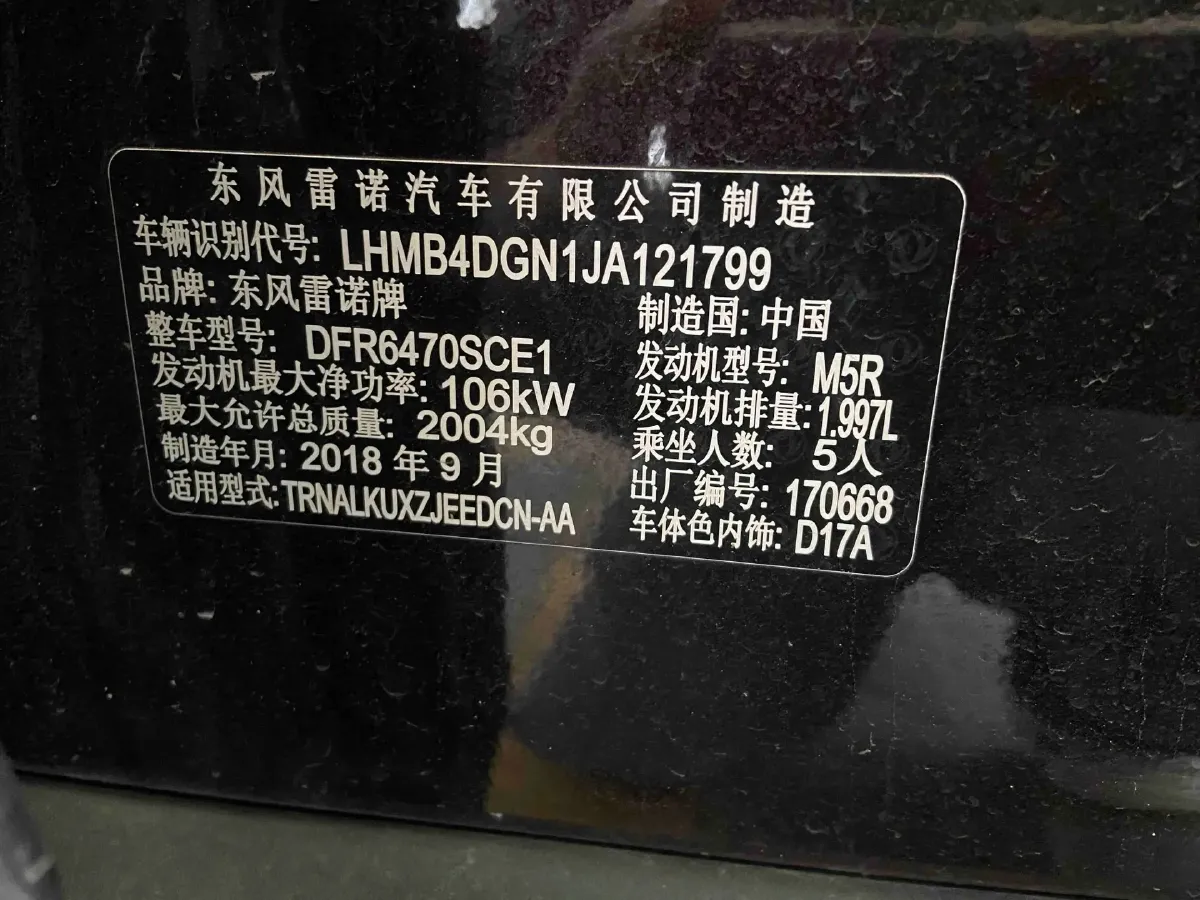 东风雷诺汽车有限公司制造
车辆识别代号: LHMB4DGN1JA121799
品牌: 东风雷诺牌 制造国: 中国
整车型号: DFR6470SCE1 发动机型号: M5R
发动机最大净功率: 106kW 发动机排量: 1.997L
最大允许总质量: 2004kg 乘坐人数: 5人
制造年月: 2018 年 9 月 出厂编号: 170668
适用型式: TRNALKUXZJEEDCN-AA 车体色内饰: D17A